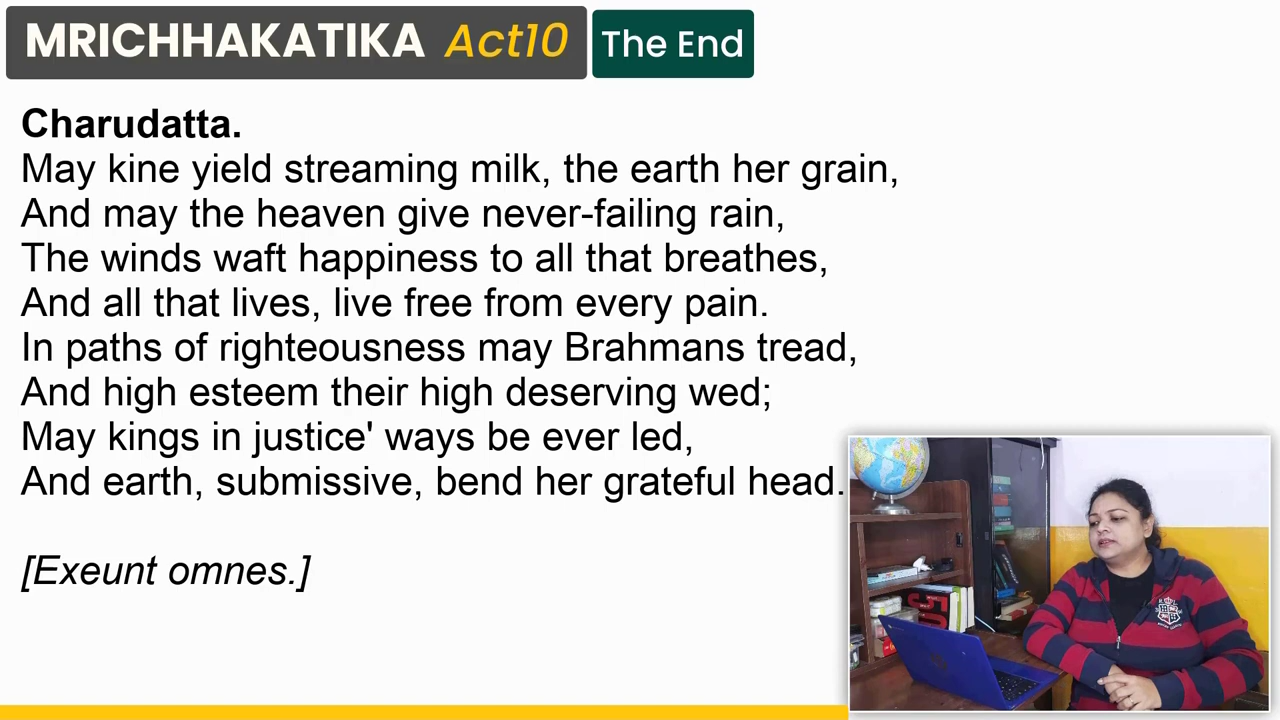 MRICHHAKATIKA Act10 The End
Charudatta.
May kine yield streaming milk, the earth her grain,
And may the heaven give never-failing rain,
The winds waft happiness to all that breathes,
And all that lives, live free from every pain.
In paths of righteousness may Brahmans tread,
And high esteem their high deserving wed;
May kings in justice' ways be ever led,
And earth, submissive, bend her grateful head.
[Exeunt omnes.]